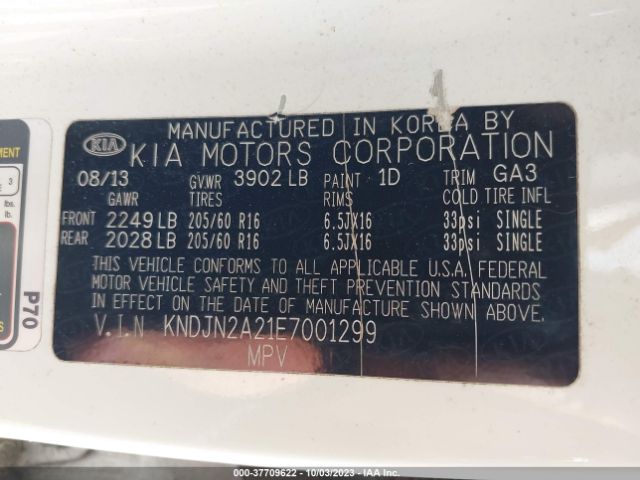 MANUFACTURED IN KOREA BY
KIA KIA MOTORS CORPORATION
08/13 GVWR 3902 LB PAINT 1D TRIM GA3
GAWR TIRES RIMS COLD TIRE INFL
FRONT 2249 LB 205/60 R16 6.5JX16 33psi SINGLE
REAR 2028 LB 205/60 R16 6.5JX16 33psi SINGLE
THIS VEHICLE CONFORMS TO ALL APPLICABLE U.S.A. FEDERAL
MOTOR VEHICLE SAFETY AND THEFT PREVENTION STANDARDS
IN EFFECT ON THE DATE OF MANUFACTURE SHOWN ABOVE.
V.I.N KNDJN2A21E7001299
MPV
3
lbs.
P70
000-37709622 - 10/03/2023 - IAA Inc.